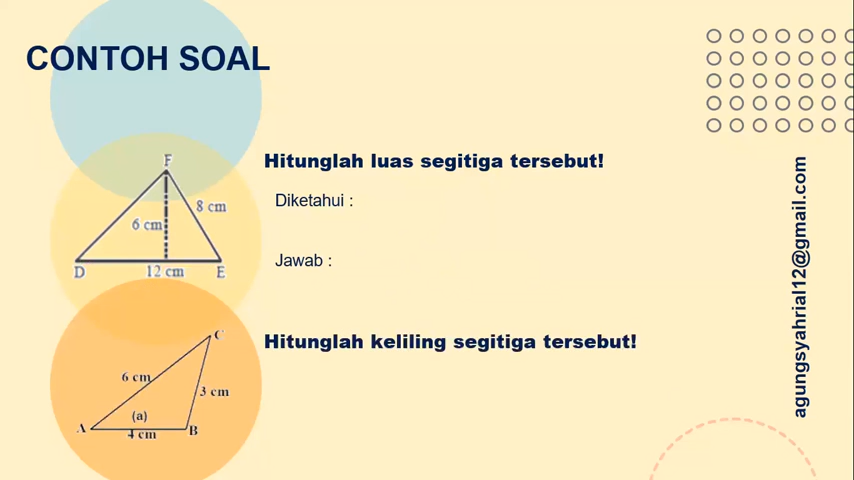 CONTOH SOAL
F
8 cm
6 cm
D
12 cm
E
Hitunglah luas segitiga tersebut!
Diketahui :
Jawab :
C
6 cm
3 cm
(a)
A
4 cm
B
Hitunglah keliling segitiga tersebut!
agungsyahrial12@gmail.com